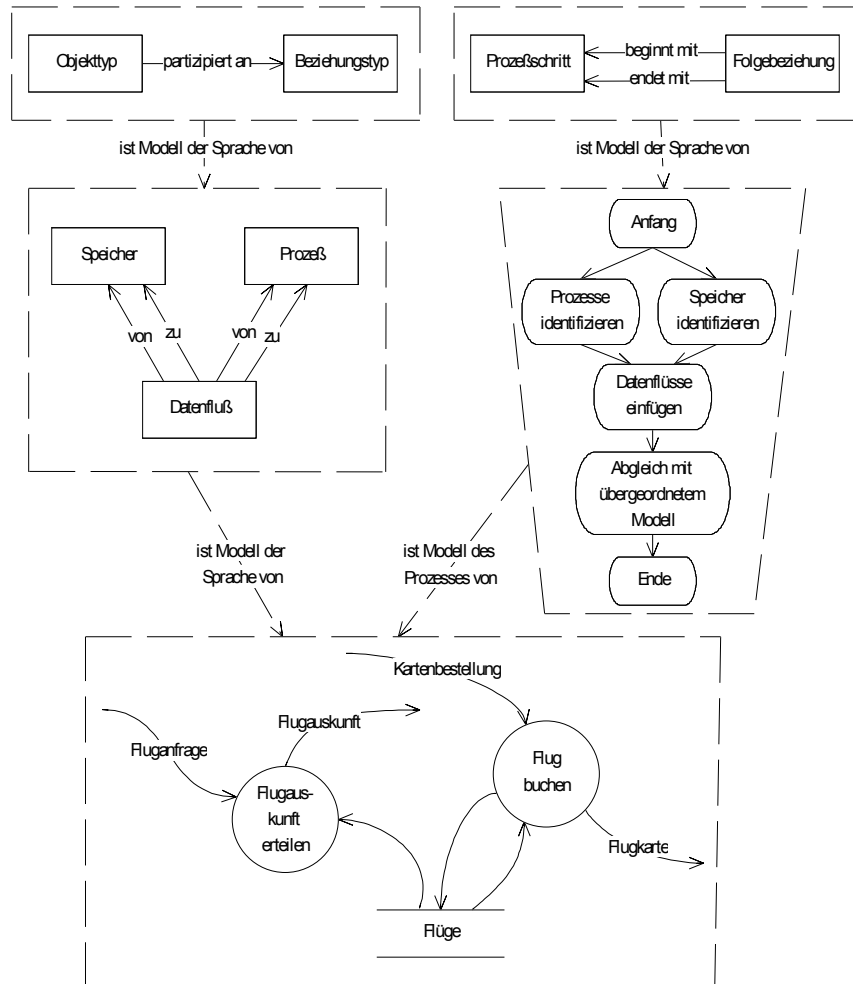 Objekttyp
partizipiert an
Beziehungstyp
Prozeßschritt
beginnt mit
endet mit
Folgebeziehung
ist Modell der Sprache von
ist Modell der Sprache von
Speicher
Prozeß
von
zu
von
zu
Datenfluß
Anfang
Prozesse
identifizieren
Speicher
identifizieren
Datenflüsse
einfügen
Abgleich mit
übergeordnetem
Modell
Ende
ist Modell der
Sprache von
ist Modell des
Prozesses von
Kartenbestellung
Flugauskunft
Fluganfrage
Flug
buchen
Flugaus-
kunft
erteilen
Flugkarte
Flüge